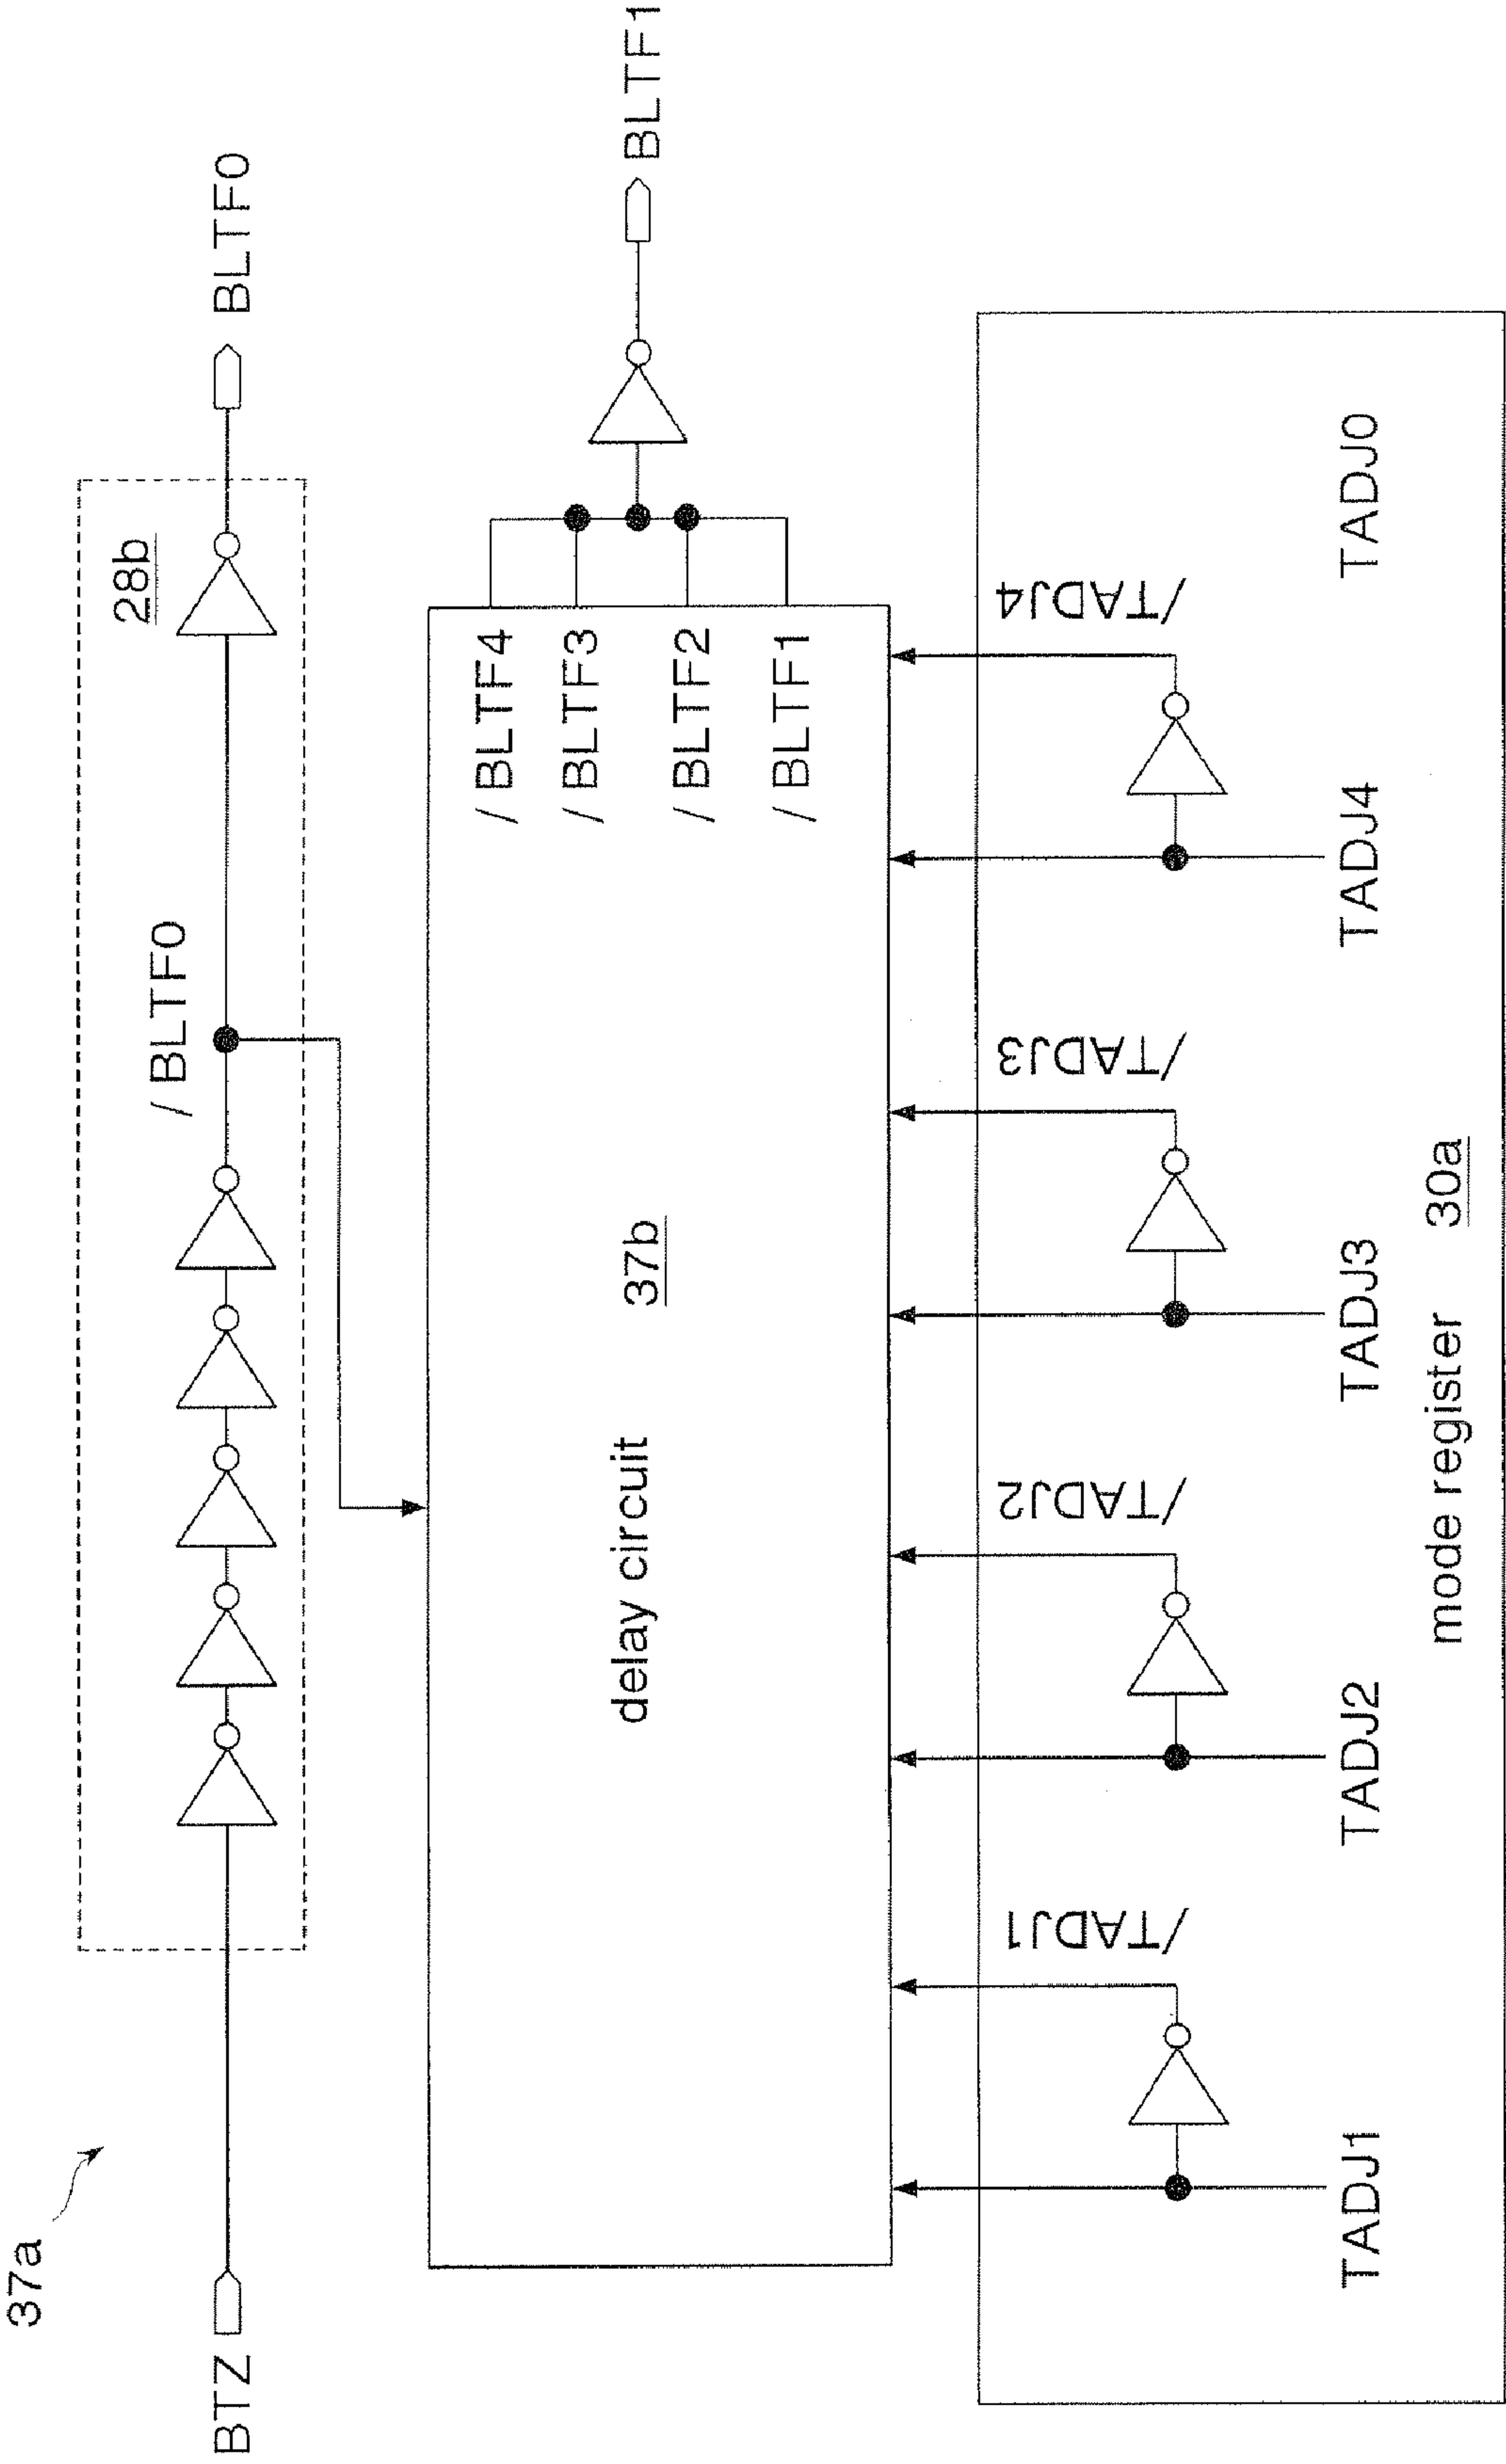 37a
BTZ
/BLTF0
28b
BLTF0
delay circuit 37b
/BLTF4
/BLTF3
/BLTF2
/BLTF1
BLTF1
/TADJ1
/TADJ2
/TADJ3
/TADJ4
TADJ1
TADJ2
TADJ3
TADJ4
TADJ0
mode register 30a